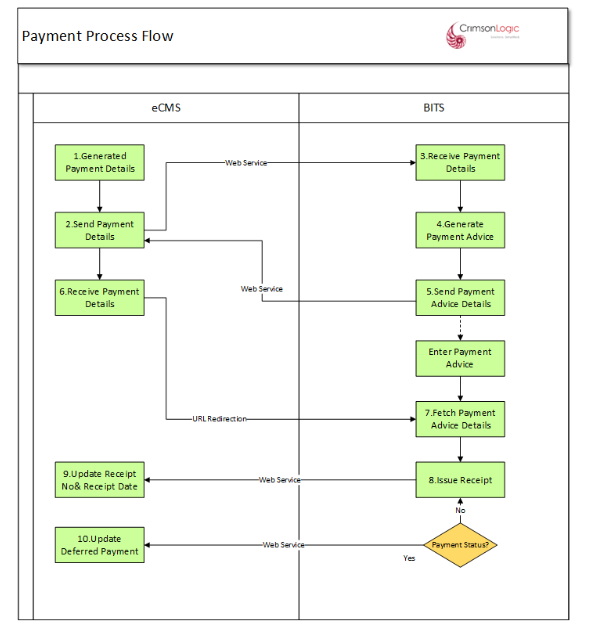 Payment Process Flow
CrimsonLogic
eCMS
BITS
1.Generated
Payment Details
Web Service
3.Receive Payment
Details
2.Send Payment
Details
4.Generate
Payment Advice
6.Receive Payment
Details
Web Service
5.Send Payment
Advice Details
Enter Payment
Advice
URL Redirection
7.Fetch Payment
Advice Details
9.Update Receipt
No& Receipt Date
Web Service
8.Issue Receipt
No
10.Update
Deferred Payment
Web Service
Payment Status?
Yes